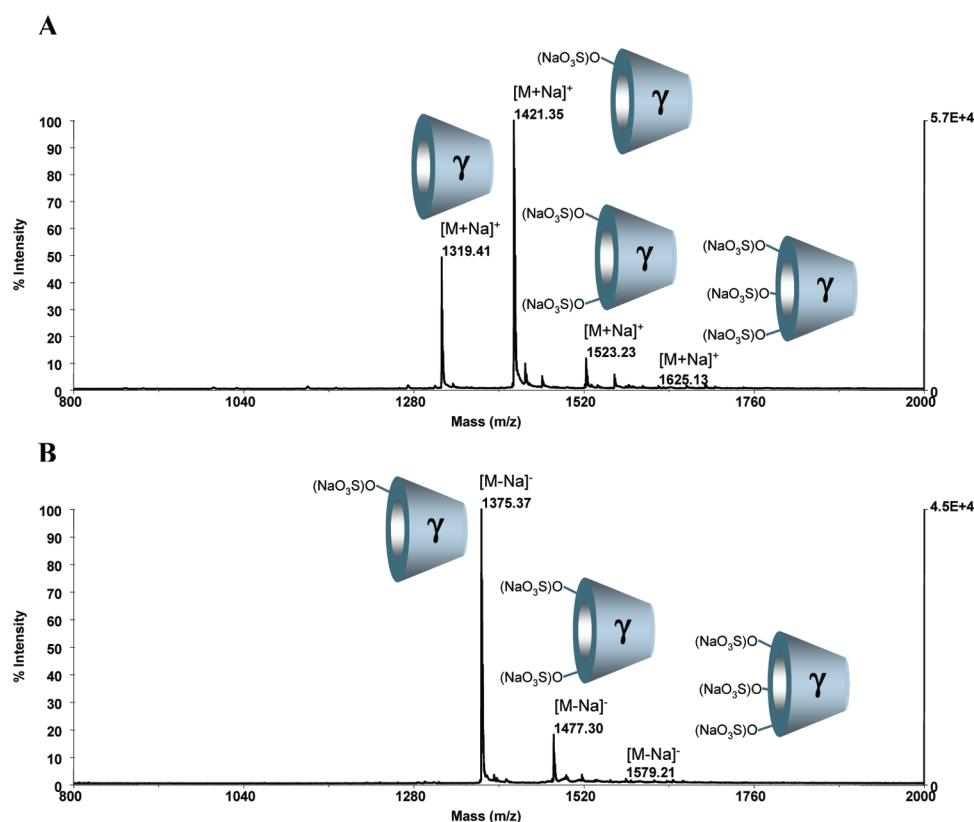 A
(NaO₃S)O
γ
[M+Na]⁺
1421.35
5.7E+4
γ
[M+Na]⁺
1319.41
(NaO₃S)O
γ
(NaO₃S)O
(NaO₃S)O
γ
(NaO₃S)O
(NaO₃S)O
[M+Na]⁺
1523.23
[M+Na]⁺
1625.13
% Intensity
100
90
80
70
60
50
40
30
20
10
0
0
800 1040 1280 1520 1760 2000
Mass (m/z)
B
(NaO₃S)O
γ
[M-Na]⁻
1375.37
4.5E+4
(NaO₃S)O
γ
(NaO₃S)O
(NaO₃S)O
γ
(NaO₃S)O
(NaO₃S)O
[M-Na]⁻
1477.30
[M-Na]⁻
1579.21
% Intensity
100
90
80
70
60
50
40
30
20
10
0
0
800 1040 1280 1520 1760 2000
Mass (m/z)